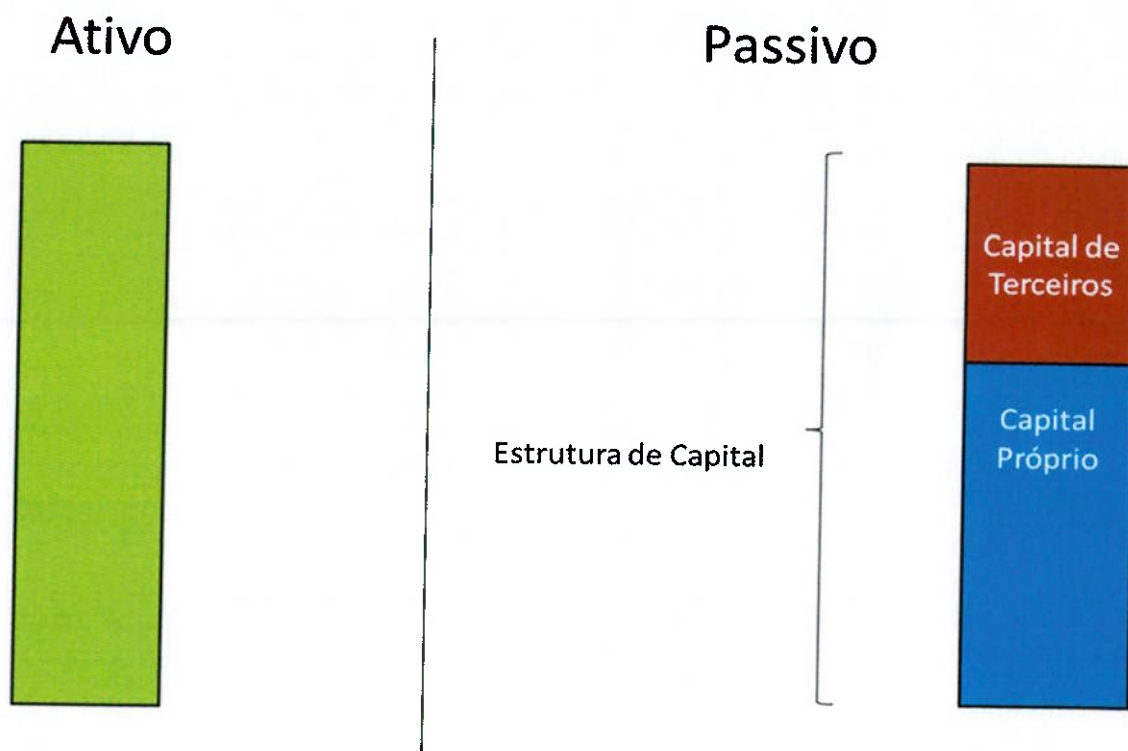 Ativo
Passivo
Capital de
Terceiros
Estrutura de Capital
Capital
Próprio